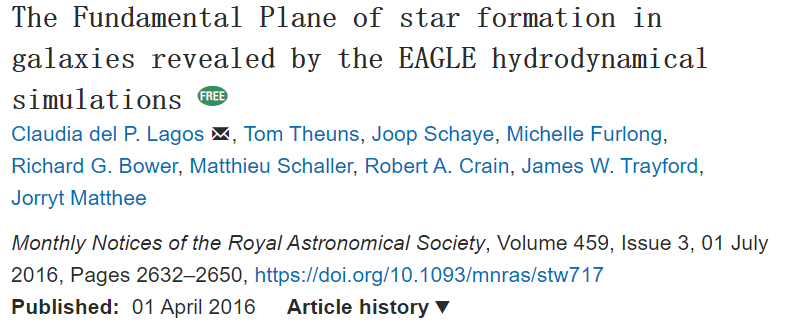 The Fundamental Plane of star formation in
galaxies revealed by the EAGLE hydrodynamical
simulations FREE
Claudia del P. Lagos, Tom Theuns, Joop Schaye, Michelle Furlong,
Richard G. Bower, Matthieu Schaller, Robert A. Crain, James W. Trayford,
Jorryt Matthee
Monthly Notices of the Royal Astronomical Society, Volume 459, Issue 3, 01 July
2016, Pages 2632–2650, https://doi.org/10.1093/mnras/stw717
Published: 01 April 2016 Article history ▼